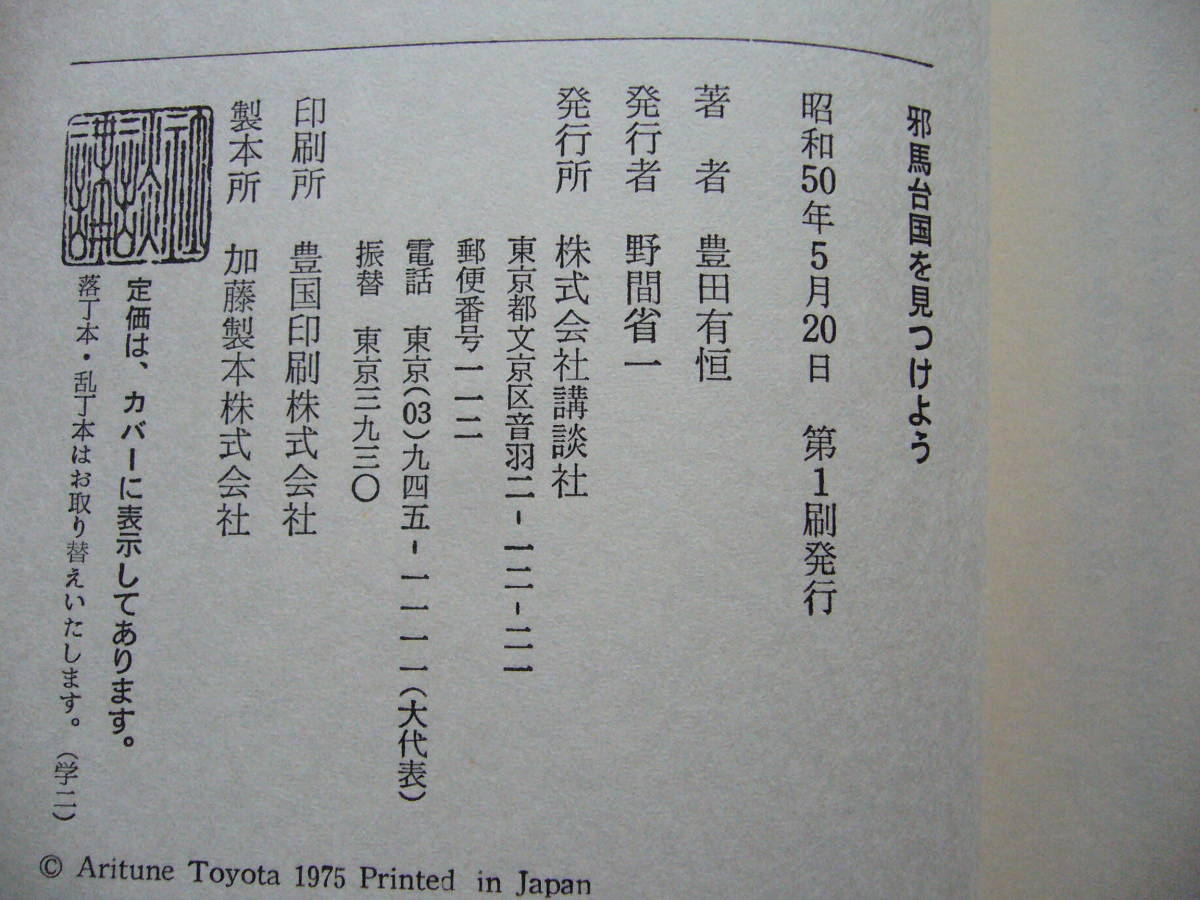 邪馬台国を見つけよう
昭和50年5月20日 第1刷発行
著者 豊田有恒
発行者 野間省一
発行所 株式会社講談社
東京都文京区音羽二-一二-二一
郵便番号一一二
電話 東京(03)九四五-一一一一(大代表)
振替 東京三九三〇
印刷所 豊国印刷株式会社
製本所 加藤製本株式会社
定価は、カバーに表示してあります。
落丁本・乱丁本はお取り替えいたします。 (学二)
© Aritune Toyota 1975 Printed in Japan